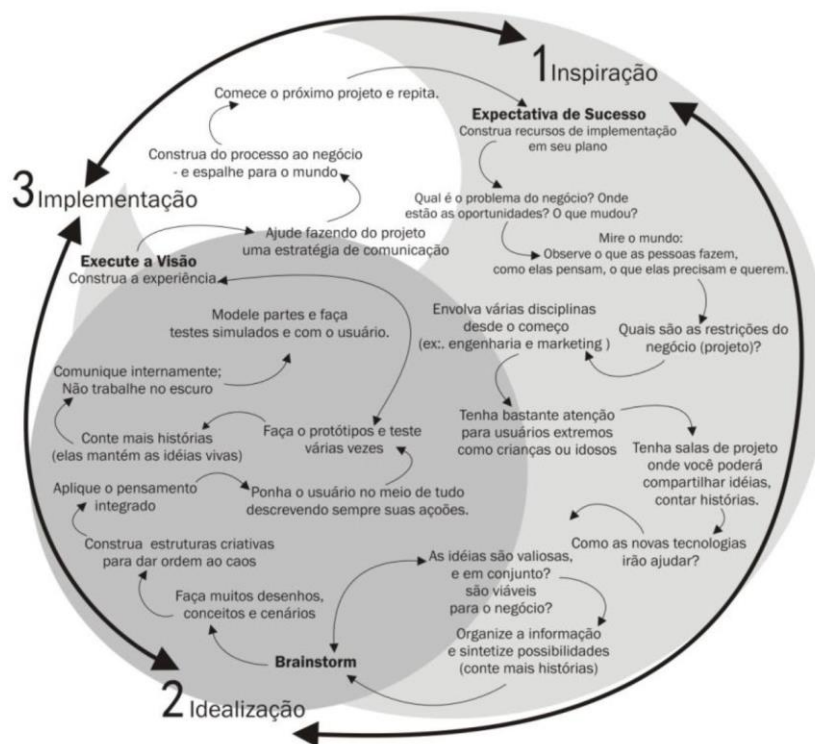 1 Inspiração
Expectativa de Sucesso
Construa recursos de implementação
em seu plano
Qual é o problema do negócio? Onde
estão as oportunidades? O que mudou?
Mire o mundo:
Observe o que as pessoas fazem,
como elas pensam, o que elas precisam e querem.
Quais são as restrições do
negócio (projeto)?
Envolva várias disciplinas
desde o começo
(ex:. engenharia e marketing )
Tenha bastante atenção
para usuários extremos
como crianças ou idosos
Tenha salas de projeto
onde você poderá
compartilhar idéias,
contar histórias.
Como as novas tecnologias
irão ajudar?
As idéias são valiosas,
e em conjunto?
são viáveis
para o negócio?
Organize a informação
e sintetize possibilidades
(conte mais histórias)
2 Idealização
Brainstorm
Faça muitos desenhos,
conceitos e cenários
Construa estruturas criativas
para dar ordem ao caos
Aplique o pensamento
integrado
Ponha o usuário no meio de tudo
descrevendo sempre suas açoões.
Faça o protótipos e teste
várias vezes
Conte mais histórias
(elas mantém as idéias vivas)
Comunique internamente;
Não trabalhe no escuro
Modele partes e faça
testes simulados e com o usuário.
3 Implementação
Execute a Visão
Construa a experiência.
Ajude fazendo do projeto
uma estratégia de comunicação
Construa do processo ao negócio
- e espalhe para o mundo
Comece o próximo projeto e repita.